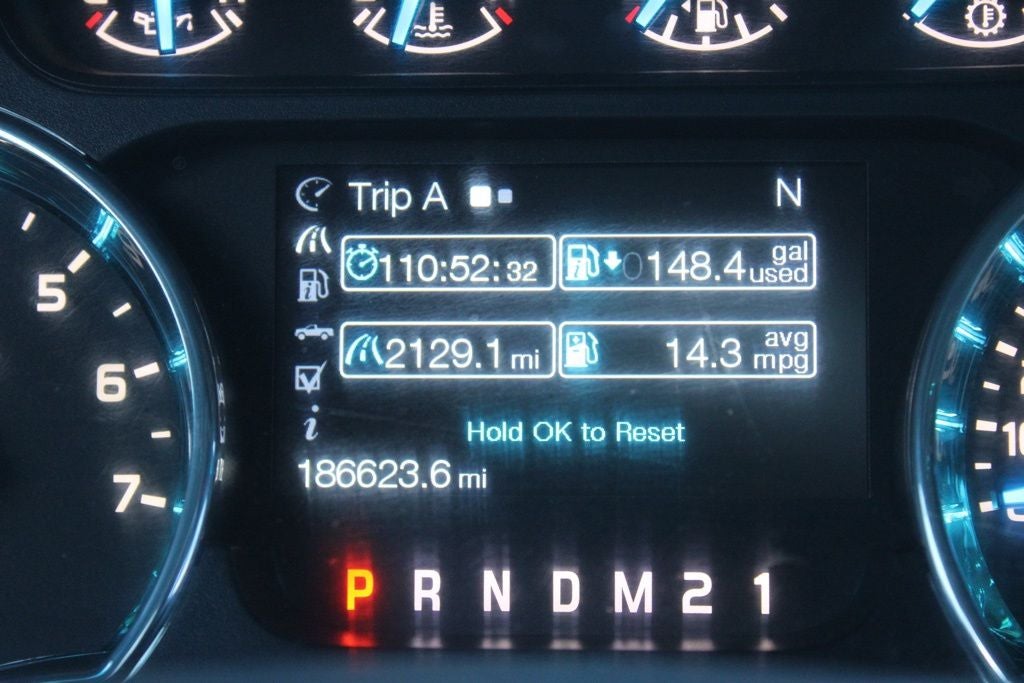 Trip A N
110:52:32
0148.4 gal used
2129.1 mi
14.3 avg mpg
Hold OK to Reset
186623.6 mi
P R N D M 2 1
5
6
7